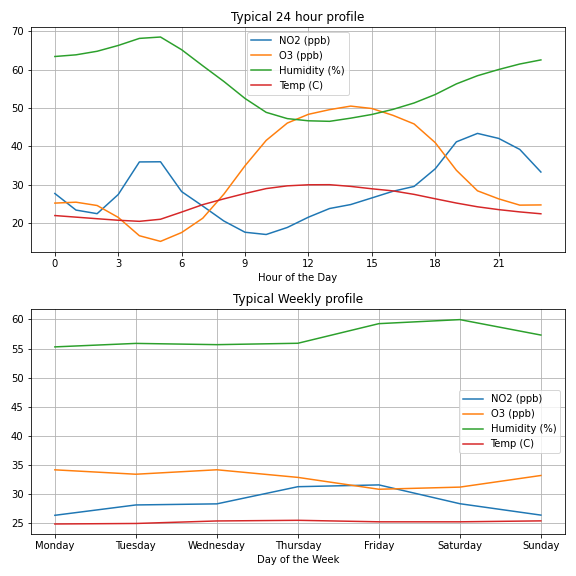 Typical 24 hour profile
70
60
50
40
30
20
NO2 (ppb)
O3 (ppb)
Humidity (%)
Temp (C)
0 3 6 9 12 15 18 21
Hour of the Day
Typical Weekly profile
60
55
50
45
40
35
30
25
NO2 (ppb)
O3 (ppb)
Humidity (%)
Temp (C)
Monday Tuesday Wednesday Thursday Friday Saturday Sunday
Day of the Week